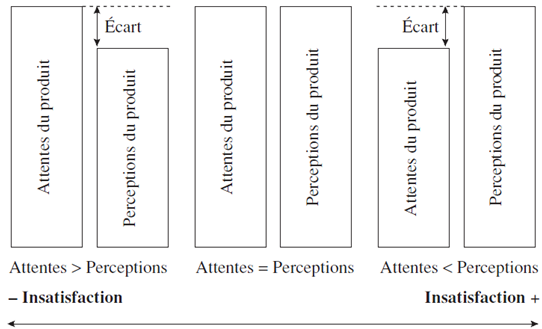 Écart
Écart
Attentes du produit
Perceptions du produit
Attentes du produit
Perceptions du produit
Attentes du produit
Perceptions du produit
Attentes > Perceptions
Attentes = Perceptions
Attentes < Perceptions
– Insatisfaction
Insatisfaction +